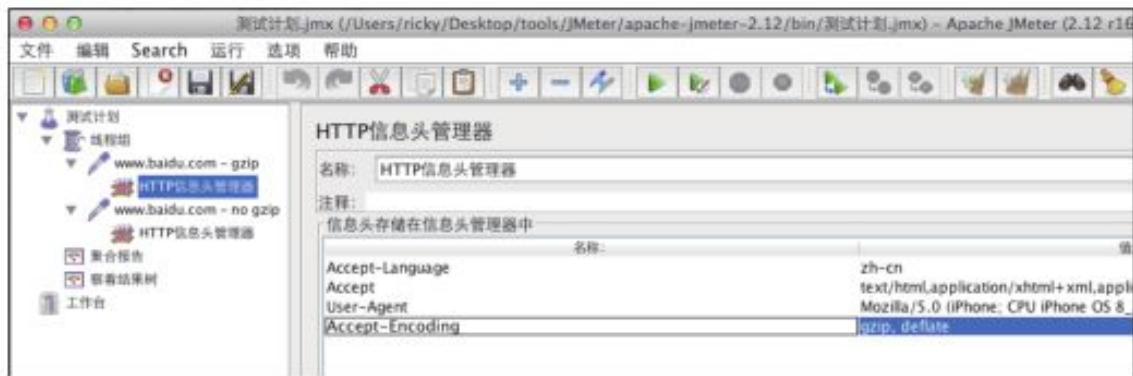 测试计划.jmx (/Users/ricky/Desktop/tools/JMeter/apache-jmeter-2.12/bin/测试计划.jmx) – Apache JMeter (2.12 r16
文件 编辑 Search 运行 选项 帮助
测试计划
线程组
www.baidu.com – gzip
HTTP信息头管理器
www.baidu.com – no gzip
HTTP信息头管理器
聚合报告
察看结果树
工作台
HTTP信息头管理器
名称: HTTP信息头管理器
注释:
信息头存储在信息头管理器中
名称: 值
Accept-Language zh-cn
Accept text/html,application/xhtml+xml,appli
User-Agent Mozilla/5.0 (iPhone; CPU iPhone OS 8_
Accept-Encoding gzip, deflate